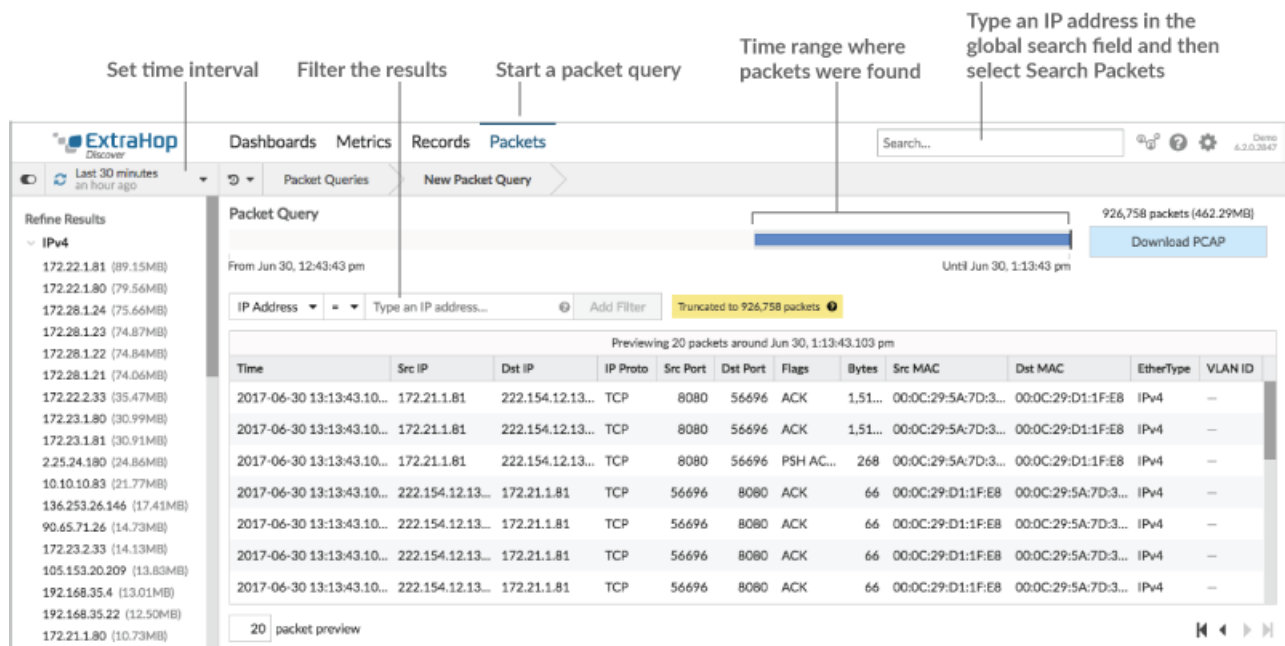 Type an IP address in the
global search field and then
select Search Packets
Time range where
packets were found
Set time interval
Filter the results
Start a packet query
ExtraHop
Discover
Dashboards Metrics Records Packets
Search...
Demo
6.2.0.2847
Last 30 minutes
an hour ago
Packet Queries
New Packet Query
Refine Results
IPv4
172.22.1.81 (89.15MB)
172.22.1.80 (79.56MB)
172.28.1.24 (75.66MB)
172.28.1.23 (74.87MB)
172.28.1.22 (74.84MB)
172.28.1.21 (74.06MB)
172.22.2.33 (35.47MB)
172.23.1.80 (30.99MB)
172.23.1.81 (30.91MB)
2.25.24.180 (24.86MB)
10.10.10.83 (21.77MB)
136.253.26.146 (17.41MB)
90.65.71.26 (14.73MB)
172.23.2.33 (14.13MB)
105.153.20.209 (13.83MB)
192.168.35.4 (13.01MB)
192.168.35.22 (12.50MB)
172.21.1.80 (10.73MB)
Packet Query
926,758 packets (462.29MB)
Download PCAP
From Jun 30, 12:43:43 pm
Until Jun 30, 1:13:43 pm
IP Address = Type an IP address... Add Filter Truncated to 926,758 packets
Previewing 20 packets around Jun 30, 1:13:43.103 pm
Time Src IP Dst IP IP Proto Src Port Dst Port Flags Bytes Src MAC Dst MAC EtherType VLAN ID
2017-06-30 13:13:43.10... 172.21.1.81 222.154.12.13... TCP 8080 56696 ACK 1,51... 00:0C:29:5A:7D:3... 00:0C:29:D1:1F:E8 IPv4 —
2017-06-30 13:13:43.10... 172.21.1.81 222.154.12.13... TCP 8080 56696 ACK 1,51... 00:0C:29:5A:7D:3... 00:0C:29:D1:1F:E8 IPv4 —
2017-06-30 13:13:43.10... 172.21.1.81 222.154.12.13... TCP 8080 56696 PSH AC... 268 00:0C:29:5A:7D:3... 00:0C:29:D1:1F:E8 IPv4 —
2017-06-30 13:13:43.10... 222.154.12.13... 172.21.1.81 TCP 56696 8080 ACK 66 00:0C:29:D1:1F:E8 00:0C:29:5A:7D:3... IPv4 —
2017-06-30 13:13:43.10... 222.154.12.13... 172.21.1.81 TCP 56696 8080 ACK 66 00:0C:29:D1:1F:E8 00:0C:29:5A:7D:3... IPv4 —
2017-06-30 13:13:43.10... 222.154.12.13... 172.21.1.81 TCP 56696 8080 ACK 66 00:0C:29:D1:1F:E8 00:0C:29:5A:7D:3... IPv4 —
2017-06-30 13:13:43.10... 222.154.12.13... 172.21.1.81 TCP 56696 8080 ACK 66 00:0C:29:D1:1F:E8 00:0C:29:5A:7D:3... IPv4 —
20 packet preview